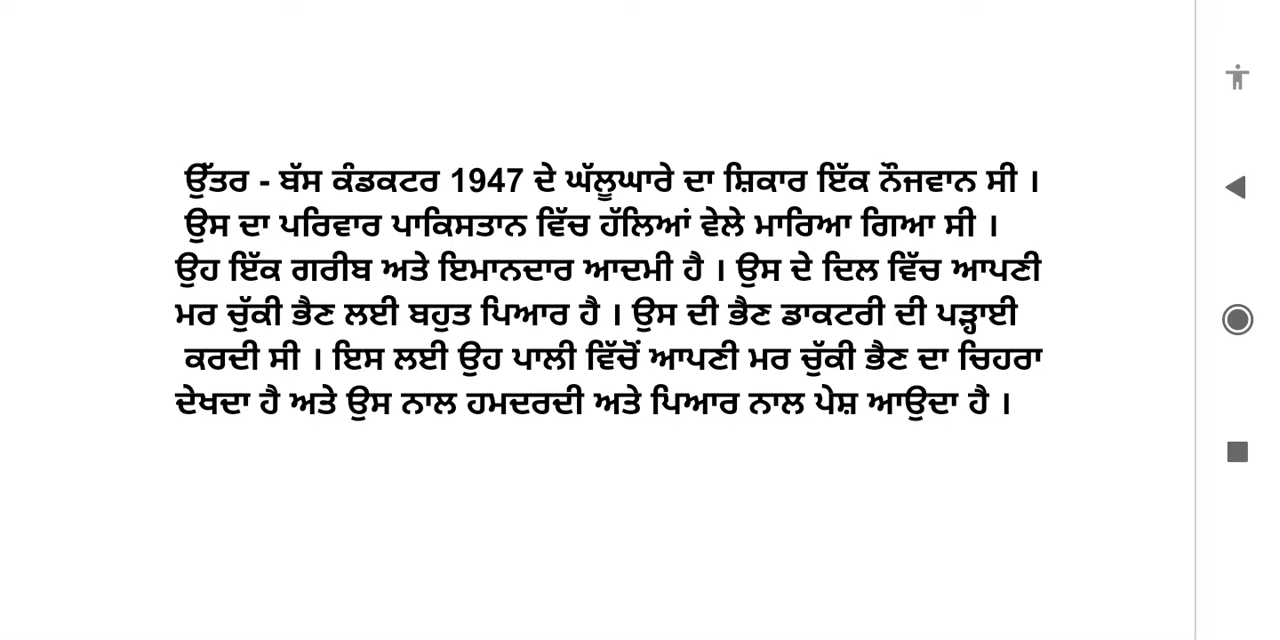 ਉੱਤਰ - ਬੱਸ ਕੰਡਕਟਰ 1947 ਦੇ ਘੱਲੂਘਾਰੇ ਦਾ ਸ਼ਿਕਾਰ ਇੱਕ ਨੌਜਵਾਨ ਸੀ ।
ਉਸ ਦਾ ਪਰਿਵਾਰ ਪਾਕਿਸਤਾਨ ਵਿੱਚ ਹੱਲਿਆਂ ਵੇਲੇ ਮਾਰਿਆ ਗਿਆ ਸੀ ।
ਉਹ ਇੱਕ ਗਰੀਬ ਅਤੇ ਇਮਾਨਦਾਰ ਆਦਮੀ ਹੈ । ਉਸ ਦੇ ਦਿਲ ਵਿੱਚ ਆਪਣੀ
ਮਰ ਚੁੱਕੀ ਭੈਣ ਲਈ ਬਹੁਤ ਪਿਆਰ ਹੈ । ਉਸ ਦੀ ਭੈਣ ਡਾਕਟਰੀ ਦੀ ਪੜ੍ਹਾਈ
ਕਰਦੀ ਸੀ । ਇਸ ਲਈ ਉਹ ਪਾਲੀ ਵਿੱਚੋਂ ਆਪਣੀ ਮਰ ਚੁੱਕੀ ਭੈਣ ਦਾ ਚਿਹਰਾ
ਦੇਖਦਾ ਹੈ ਅਤੇ ਉਸ ਨਾਲ ਹਮਦਰਦੀ ਅਤੇ ਪਿਆਰ ਨਾਲ ਪੇਸ਼ ਆਉਦਾ ਹੈ ।